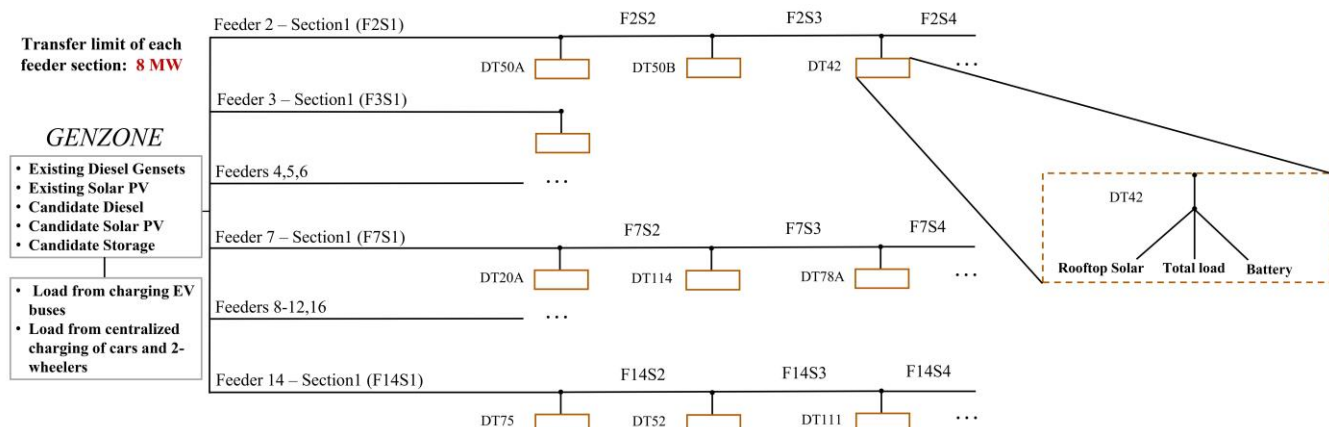 Transfer limit of each
feeder section: 8 MW
GENZONE
• Existing Diesel Gensets
• Existing Solar PV
• Candidate Diesel
• Candidate Solar PV
• Candidate Storage
• Load from charging EV
buses
• Load from centralized
charging of cars and 2-
wheelers
Feeder 2 – Section1 (F2S1)
F2S2
F2S3
F2S4
DT50A
DT50B
DT42
...
Feeder 3 – Section1 (F3S1)
Feeders 4,5,6
...
Feeder 7 – Section1 (F7S1)
F7S2
F7S3
F7S4
DT20A
DT114
DT78A
...
Feeders 8-12,16
...
Feeder 14 – Section1 (F14S1)
F14S2
F14S3
F14S4
DT75
DT52
DT111
...
DT42
Rooftop Solar
Total load
Battery